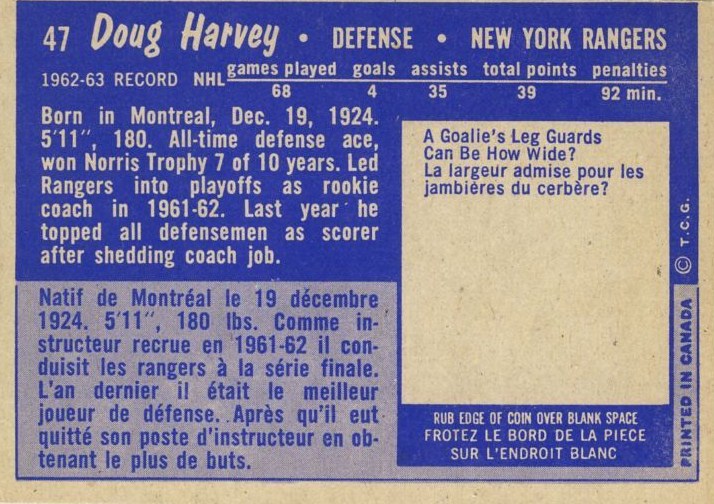 47 Doug Harvey • DEFENSE • NEW YORK RANGERS
1962-63 RECORD NHL games played goals assists total points penalties
68 4 35 39 92 min.
Born in Montreal, Dec. 19, 1924.
5'11", 180. All-time defense ace,
won Norris Trophy 7 of 10 years. Led
Rangers into playoffs as rookie
coach in 1961-62. Last year he
topped all defensemen as scorer
after shedding coach job.
Natif de Montréal le 19 décembre
1924. 5'11", 180 lbs. Comme in-
structeur recrue en 1961-62 il con-
duisit les rangers à la série finale.
L'an dernier il était le meilleur
joueur de défense. Après qu'il eut
quitté son poste d'instructeur en ob-
tenant le plus de buts.
A Goalie's Leg Guards
Can Be How Wide?
La largeur admise pour les
jambières du cerbère?
RUB EDGE OF COIN OVER BLANK SPACE
FROTEZ LE BORD DE LA PIECE
SUR L'ENDROIT BLANC
© T.C.G.
PRINTED IN CANADA